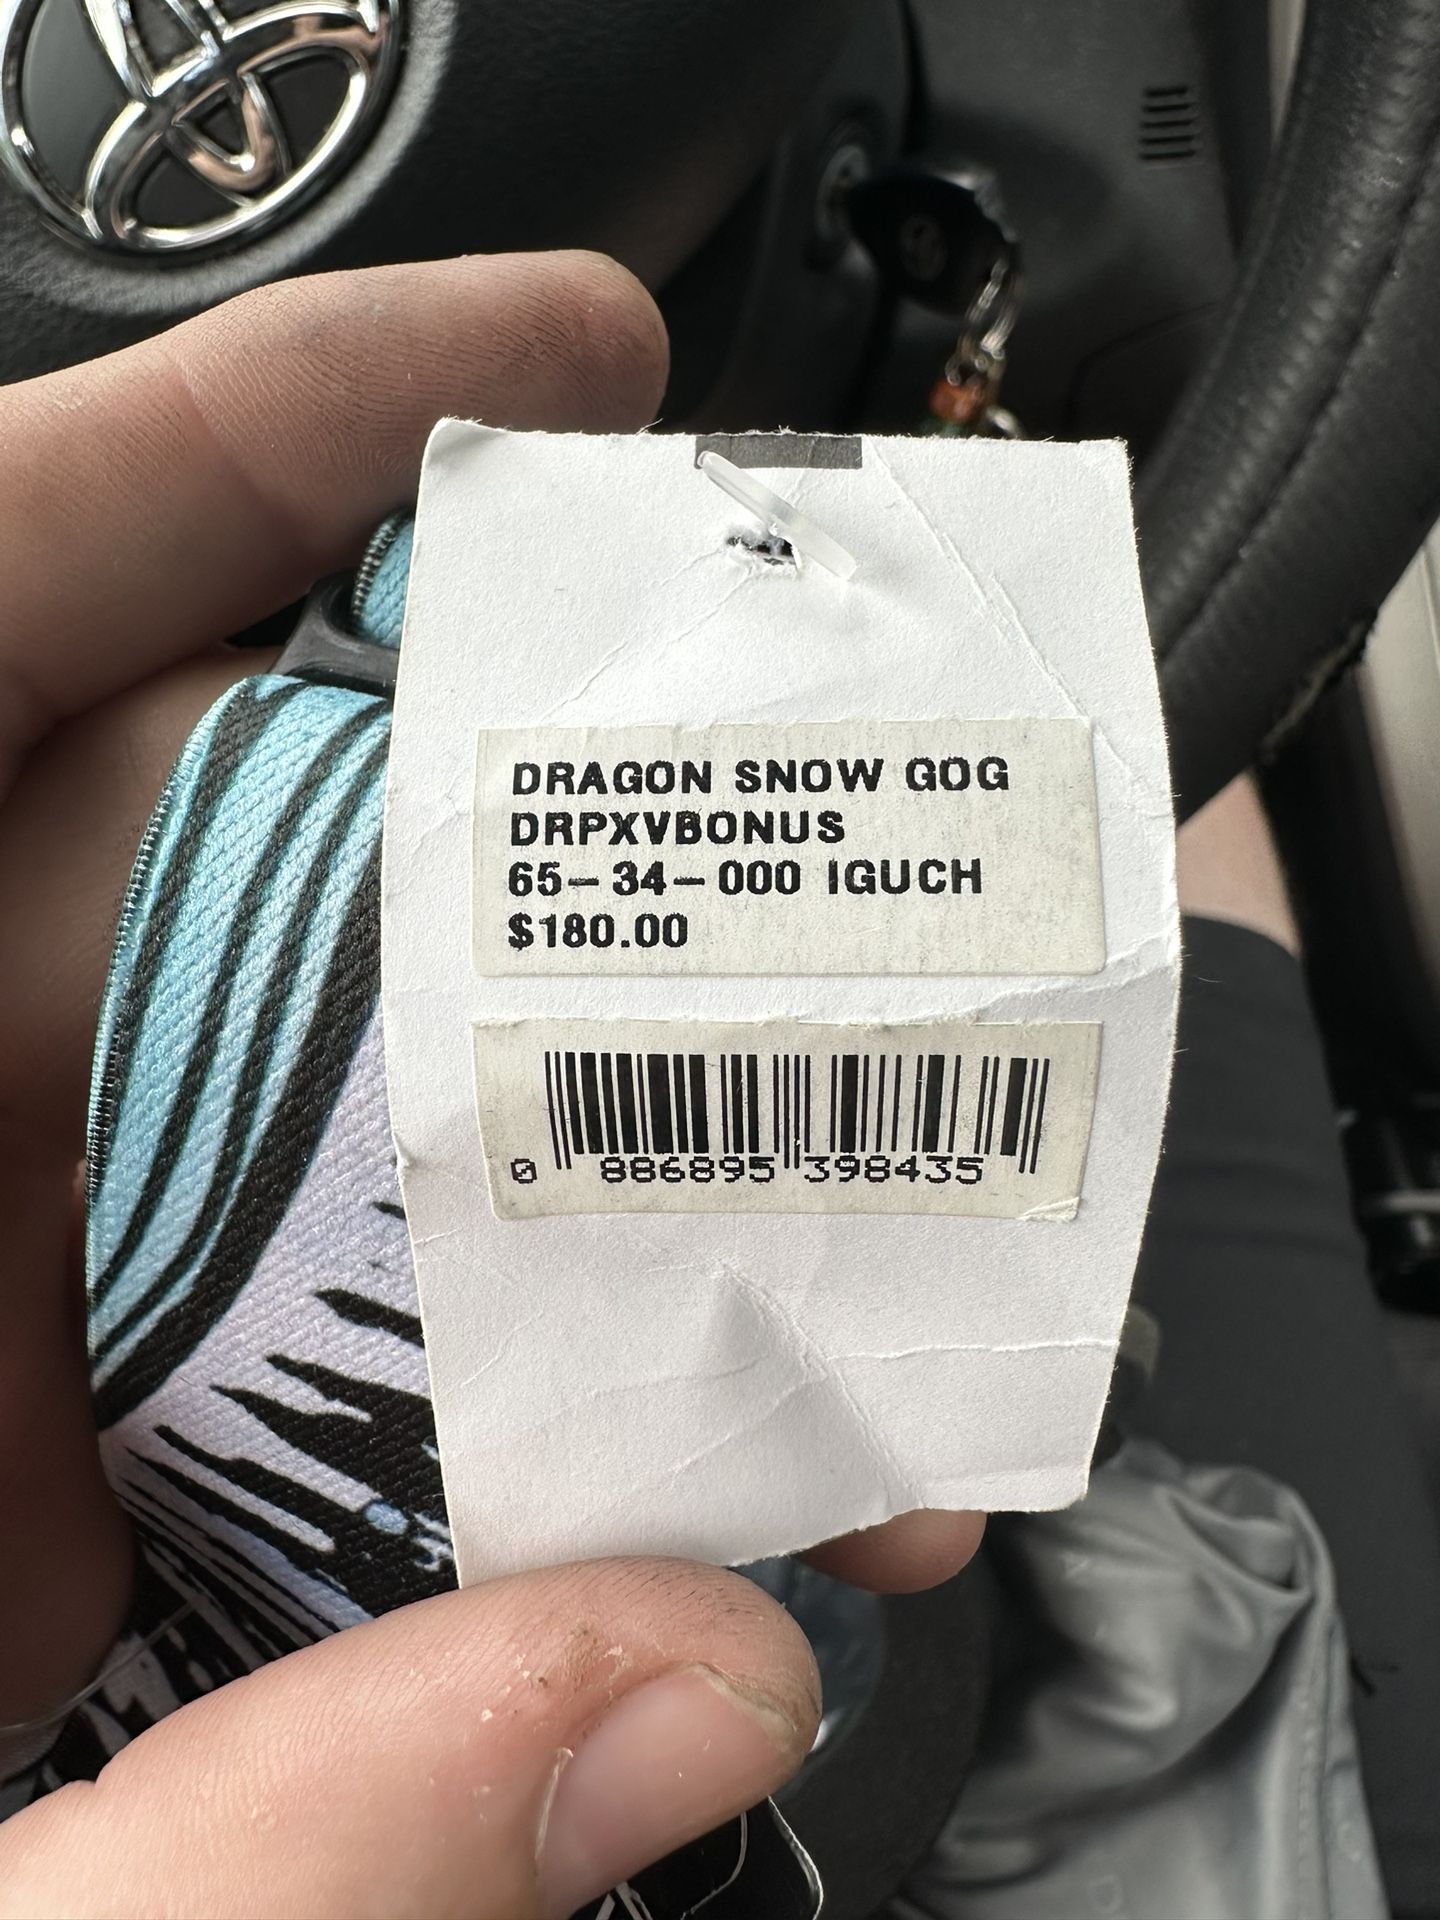 DRAGON SNOW GOG
DRPXVBONUS
65-34-000 IGUCH
$180.00
0 886895 398435